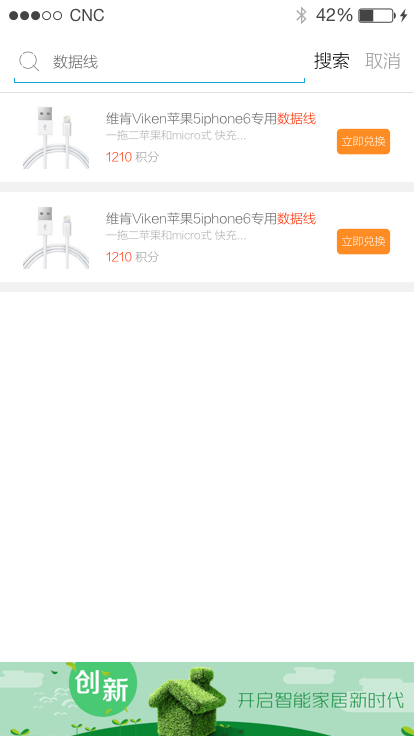 CNC 42%
数据线 搜索 取消
维肯Viken苹果5iphone6专用数据线
一拖二苹果和micro式 快充...
立即兑换
1210 积分
维肯Viken苹果5iphone6专用数据线
一拖二苹果和micro式 快充...
立即兑换
1210 积分
创新
开启智能家居新时代